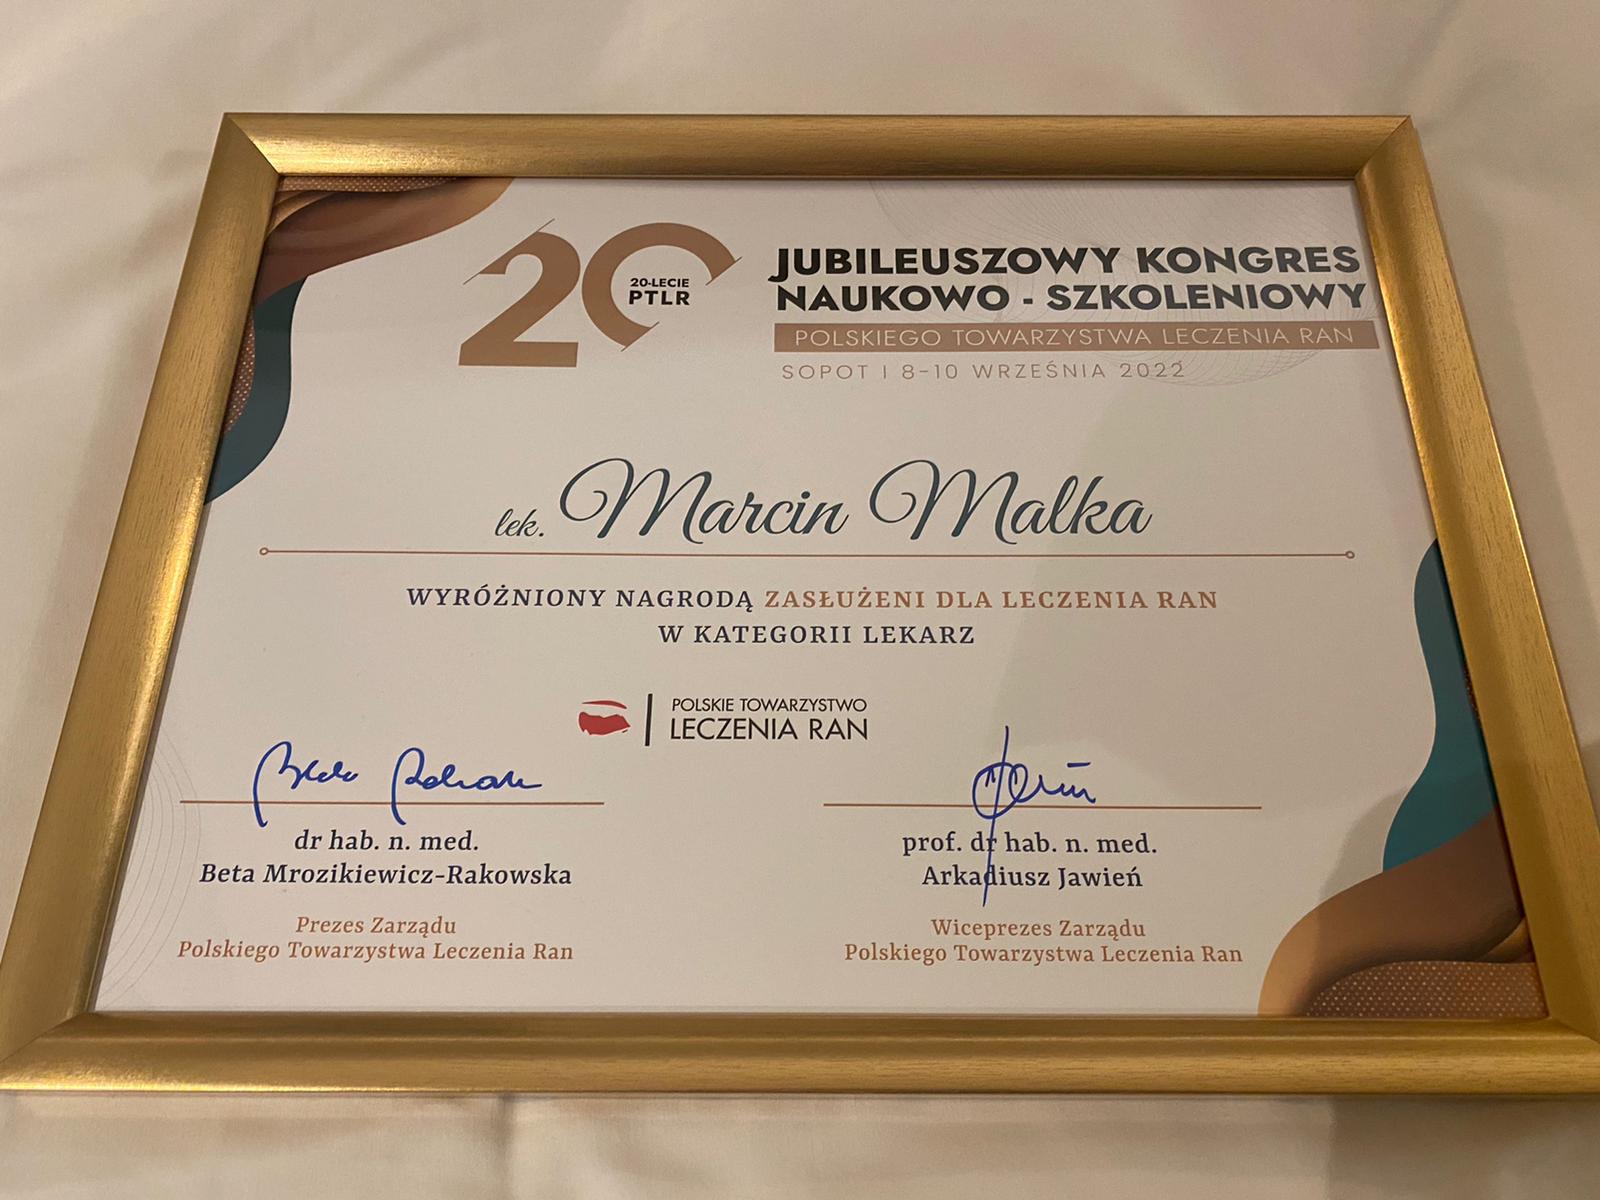 20
20-LECIE
PTLR
JUBILEUSZOWY KONGRES
NAUKOWO - SZKOLENIOWY
POLSKIEGO TOWARZYSTWA LECZENIA RAN
SOPOT | 8-10 WRZEŚNIA 2022
lek. Marcin Malka
WYRÓŻNIONY NAGRODĄ ZASŁUŻENI DLA LECZENIA RAN
W KATEGORII LEKARZ
POLSKIE TOWARZYSTWO
LECZENIA RAN
dr hab. n. med.
Beta Mrozikiewicz-Rakowska
Prezes Zarządu
Polskiego Towarzystwa Leczenia Ran
prof. dr hab. n. med.
Arkadiusz Jawień
Wiceprezes Zarządu
Polskiego Towarzystwa Leczenia Ran